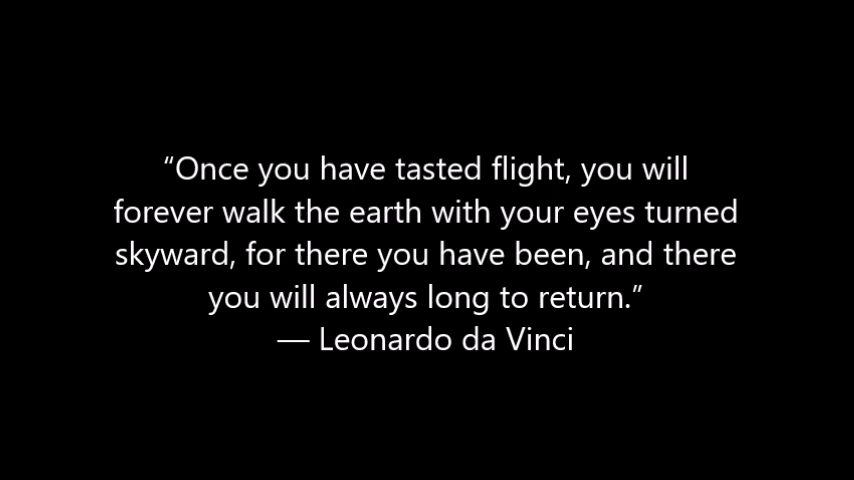 “Once you have tasted flight, you will
forever walk the earth with your eyes turned
skyward, for there you have been, and there
you will always long to return.”
— Leonardo da Vinci